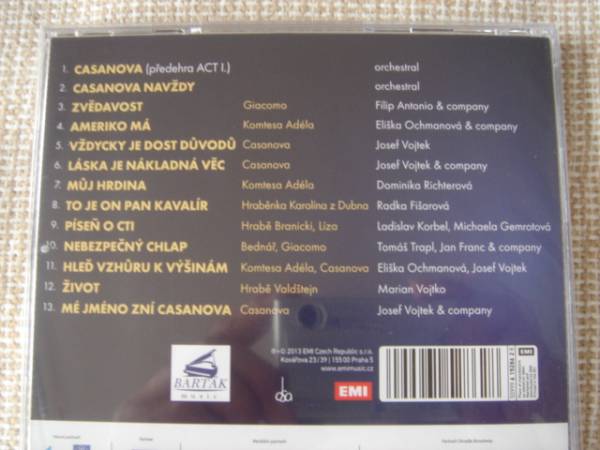 1. CASANOVA (předehra ACT I.) orchestral
2. CASANOVA NAVŽDY orchestral
3. ZVĚDAVOST Giacomo Filip Antonio & company
4. AMERIKO MÁ Komtesa Adéla Eliška Ochmanová & company
5. VŽDYCKY JE DOST DŮVODŮ Casanova Josef Vojtek
6. LÁSKA JE NÁKLADNÁ VĚC Casanova Josef Vojtek & company
7. MŮJ HRDINA Komtesa Adéla Dominika Richterová
8. TO JE ON PAN KAVALÍR Hraběnka Karolína z Dubna Radka Fišarová
9. PÍSEŇ O CTI Hrabě Branicki, Líza Ladislav Korbel, Michaela Gemrotová
10. NEBEZPEČNÝ CHLAP Bednář, Giacomo Tomáš Trapl, Jan Franc & company
11. HLEĎ VZHŮRU K VÝŠINÁM Komtesa Adéla, Casanova Eliška Ochmanová, Josef Vojtek
12. ŽIVOT Hrabě Valdštejn Marian Vojtko
13. MÉ JMÉNO ZNÍ CASANOVA Casanova Josef Vojtek & company
℗+© 2013 EMI Czech Republic s.r.o.
Kovářova 23/39 | 155 00 Praha 5
www.emimusic.cz
BARTÁK
music
EMI
EMI